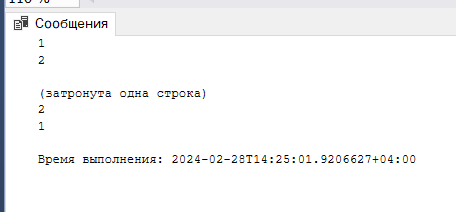 110 %
Сообщения
1
2
(затронута одна строка)
2
1
Время выполнения: 2024-02-28T14:25:01.9206627+04:00